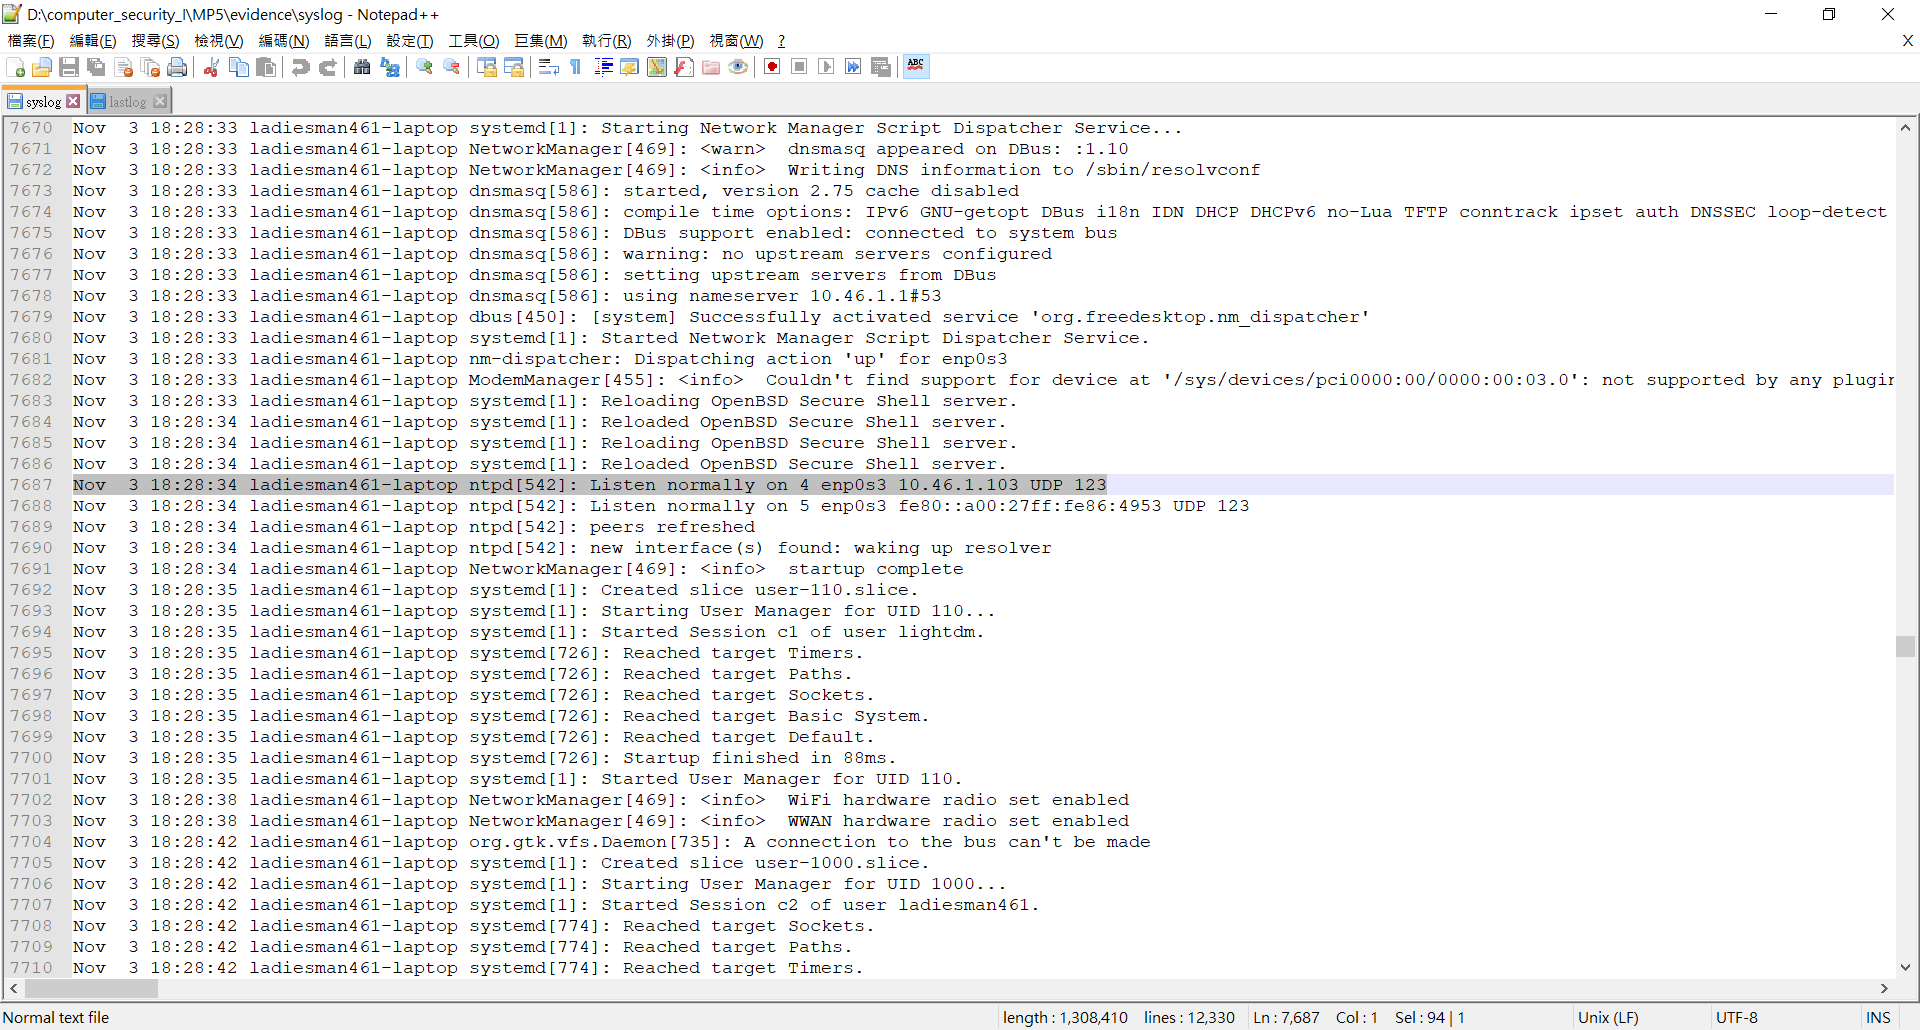 D:\computer_security_I\MP5\evidence\syslog - Notepad++
檔案(F) 編輯(E) 搜尋(S) 檢視(V) 編碼(N) 語言(L) 設定(T) 工具(O) 巨集(M) 執行(R) 外掛(P) 視窗(W) ? X
ABC
syslog lastlog
7670 Nov  3 18:28:33 ladiesman461-laptop systemd[1]: Starting Network Manager Script Dispatcher Service...
7671 Nov  3 18:28:33 ladiesman461-laptop NetworkManager[469]: <warn>  dnsmasq appeared on DBus: :1.10
7672 Nov  3 18:28:33 ladiesman461-laptop NetworkManager[469]: <info>  Writing DNS information to /sbin/resolvconf
7673 Nov  3 18:28:33 ladiesman461-laptop dnsmasq[586]: started, version 2.75 cache disabled
7674 Nov  3 18:28:33 ladiesman461-laptop dnsmasq[586]: compile time options: IPv6 GNU-getopt DBus i18n IDN DHCP DHCPv6 no-Lua TFTP conntrack ipset auth DNSSEC loop-detect
7675 Nov  3 18:28:33 ladiesman461-laptop dnsmasq[586]: DBus support enabled: connected to system bus
7676 Nov  3 18:28:33 ladiesman461-laptop dnsmasq[586]: warning: no upstream servers configured
7677 Nov  3 18:28:33 ladiesman461-laptop dnsmasq[586]: setting upstream servers from DBus
7678 Nov  3 18:28:33 ladiesman461-laptop dnsmasq[586]: using nameserver 10.46.1.1#53
7679 Nov  3 18:28:33 ladiesman461-laptop dbus[450]: [system] Successfully activated service 'org.freedesktop.nm_dispatcher'
7680 Nov  3 18:28:33 ladiesman461-laptop systemd[1]: Started Network Manager Script Dispatcher Service.
7681 Nov  3 18:28:33 ladiesman461-laptop nm-dispatcher: Dispatching action 'up' for enp0s3
7682 Nov  3 18:28:33 ladiesman461-laptop ModemManager[455]: <info>  Couldn't find support for device at '/sys/devices/pci0000:00/0000:00:03.0': not supported by any plugin
7683 Nov  3 18:28:33 ladiesman461-laptop systemd[1]: Reloading OpenBSD Secure Shell server.
7684 Nov  3 18:28:34 ladiesman461-laptop systemd[1]: Reloaded OpenBSD Secure Shell server.
7685 Nov  3 18:28:34 ladiesman461-laptop systemd[1]: Reloading OpenBSD Secure Shell server.
7686 Nov  3 18:28:34 ladiesman461-laptop systemd[1]: Reloaded OpenBSD Secure Shell server.
7687 Nov  3 18:28:34 ladiesman461-laptop ntpd[542]: Listen normally on 4 enp0s3 10.46.1.103 UDP 123
7688 Nov  3 18:28:34 ladiesman461-laptop ntpd[542]: Listen normally on 5 enp0s3 fe80::a00:27ff:fe86:4953 UDP 123
7689 Nov  3 18:28:34 ladiesman461-laptop ntpd[542]: peers refreshed
7690 Nov  3 18:28:34 ladiesman461-laptop ntpd[542]: new interface(s) found: waking up resolver
7691 Nov  3 18:28:34 ladiesman461-laptop NetworkManager[469]: <info>  startup complete
7692 Nov  3 18:28:35 ladiesman461-laptop systemd[1]: Created slice user-110.slice.
7693 Nov  3 18:28:35 ladiesman461-laptop systemd[1]: Starting User Manager for UID 110...
7694 Nov  3 18:28:35 ladiesman461-laptop systemd[1]: Started Session c1 of user lightdm.
7695 Nov  3 18:28:35 ladiesman461-laptop systemd[726]: Reached target Timers.
7696 Nov  3 18:28:35 ladiesman461-laptop systemd[726]: Reached target Paths.
7697 Nov  3 18:28:35 ladiesman461-laptop systemd[726]: Reached target Sockets.
7698 Nov  3 18:28:35 ladiesman461-laptop systemd[726]: Reached target Basic System.
7699 Nov  3 18:28:35 ladiesman461-laptop systemd[726]: Reached target Default.
7700 Nov  3 18:28:35 ladiesman461-laptop systemd[726]: Startup finished in 88ms.
7701 Nov  3 18:28:35 ladiesman461-laptop systemd[1]: Started User Manager for UID 110.
7702 Nov  3 18:28:38 ladiesman461-laptop NetworkManager[469]: <info>  WiFi hardware radio set enabled
7703 Nov  3 18:28:38 ladiesman461-laptop NetworkManager[469]: <info>  WWAN hardware radio set enabled
7704 Nov  3 18:28:42 ladiesman461-laptop org.gtk.vfs.Daemon[735]: A connection to the bus can't be made
7705 Nov  3 18:28:42 ladiesman461-laptop systemd[1]: Created slice user-1000.slice.
7706 Nov  3 18:28:42 ladiesman461-laptop systemd[1]: Starting User Manager for UID 1000...
7707 Nov  3 18:28:42 ladiesman461-laptop systemd[1]: Started Session c2 of user ladiesman461.
7708 Nov  3 18:28:42 ladiesman461-laptop systemd[774]: Reached target Sockets.
7709 Nov  3 18:28:42 ladiesman461-laptop systemd[774]: Reached target Paths.
7710 Nov  3 18:28:42 ladiesman461-laptop systemd[774]: Reached target Timers.
Normal text file length : 1,308,410 lines : 12,330 Ln : 7,687 Col : 1 Sel : 94 | 1 Unix (LF) UTF-8 INS